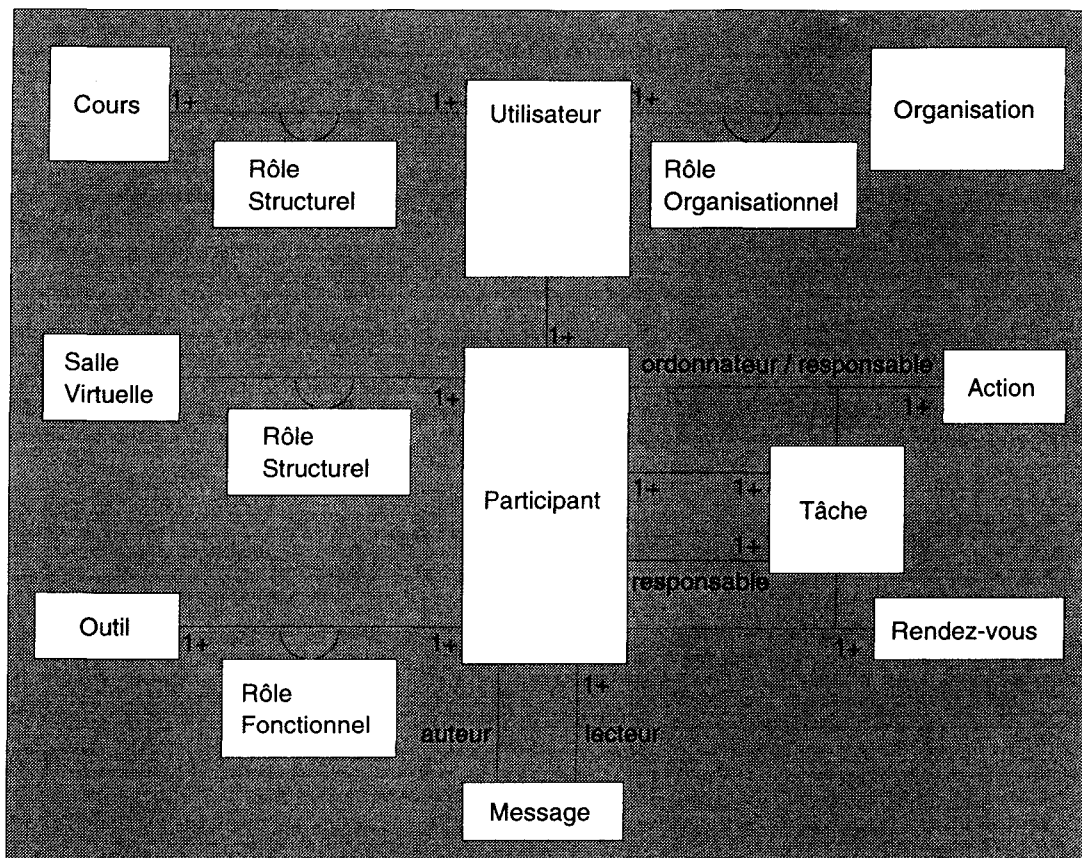 Cours
1+
1+
Utilisateur
1+
Organisation
Rôle
Structurel
Rôle
Organisationnel
1+
Salle
Virtuelle
1+
Rôle
Structurel
Participant
ordonnateur / responsable
1+
Action
1+
1+
Tâche
1+
responsable
Outil
1+
1+
Rôle
Fonctionnel
1+
Rendez-vous
1+
auteur
lecteur
Message